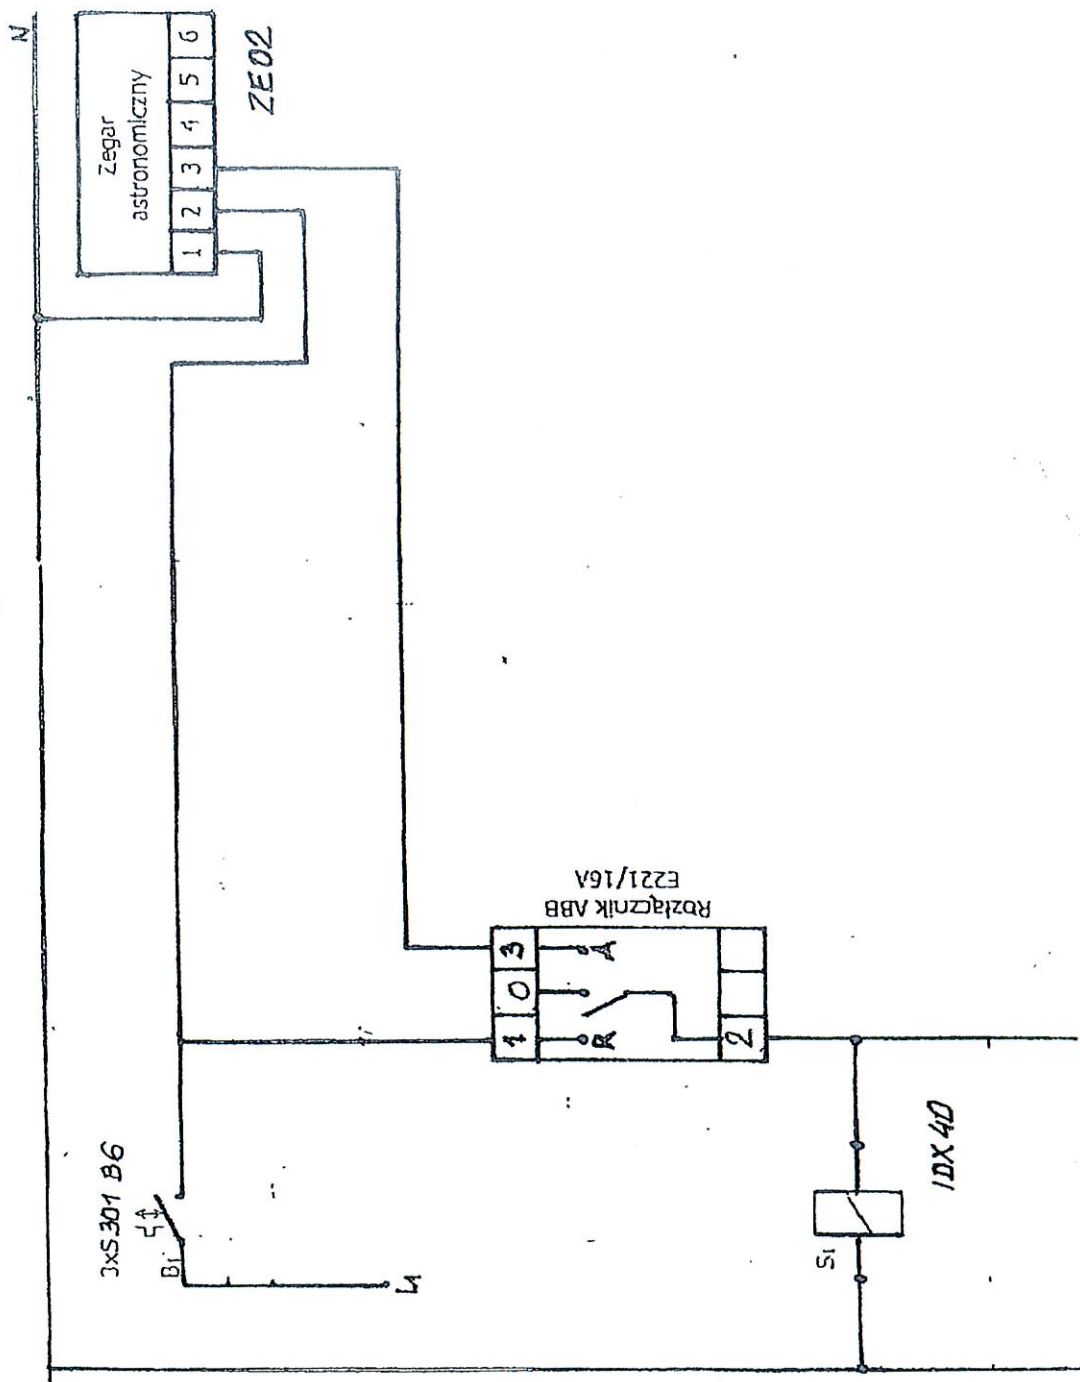 N
Zegar
astronomiczny
1 2 3 4 5 6
ZE02
3xS301 B6
B1
L1
1 0 3
R A
2
Rozłącznik ABB
E221/16A
S1
IDX 40